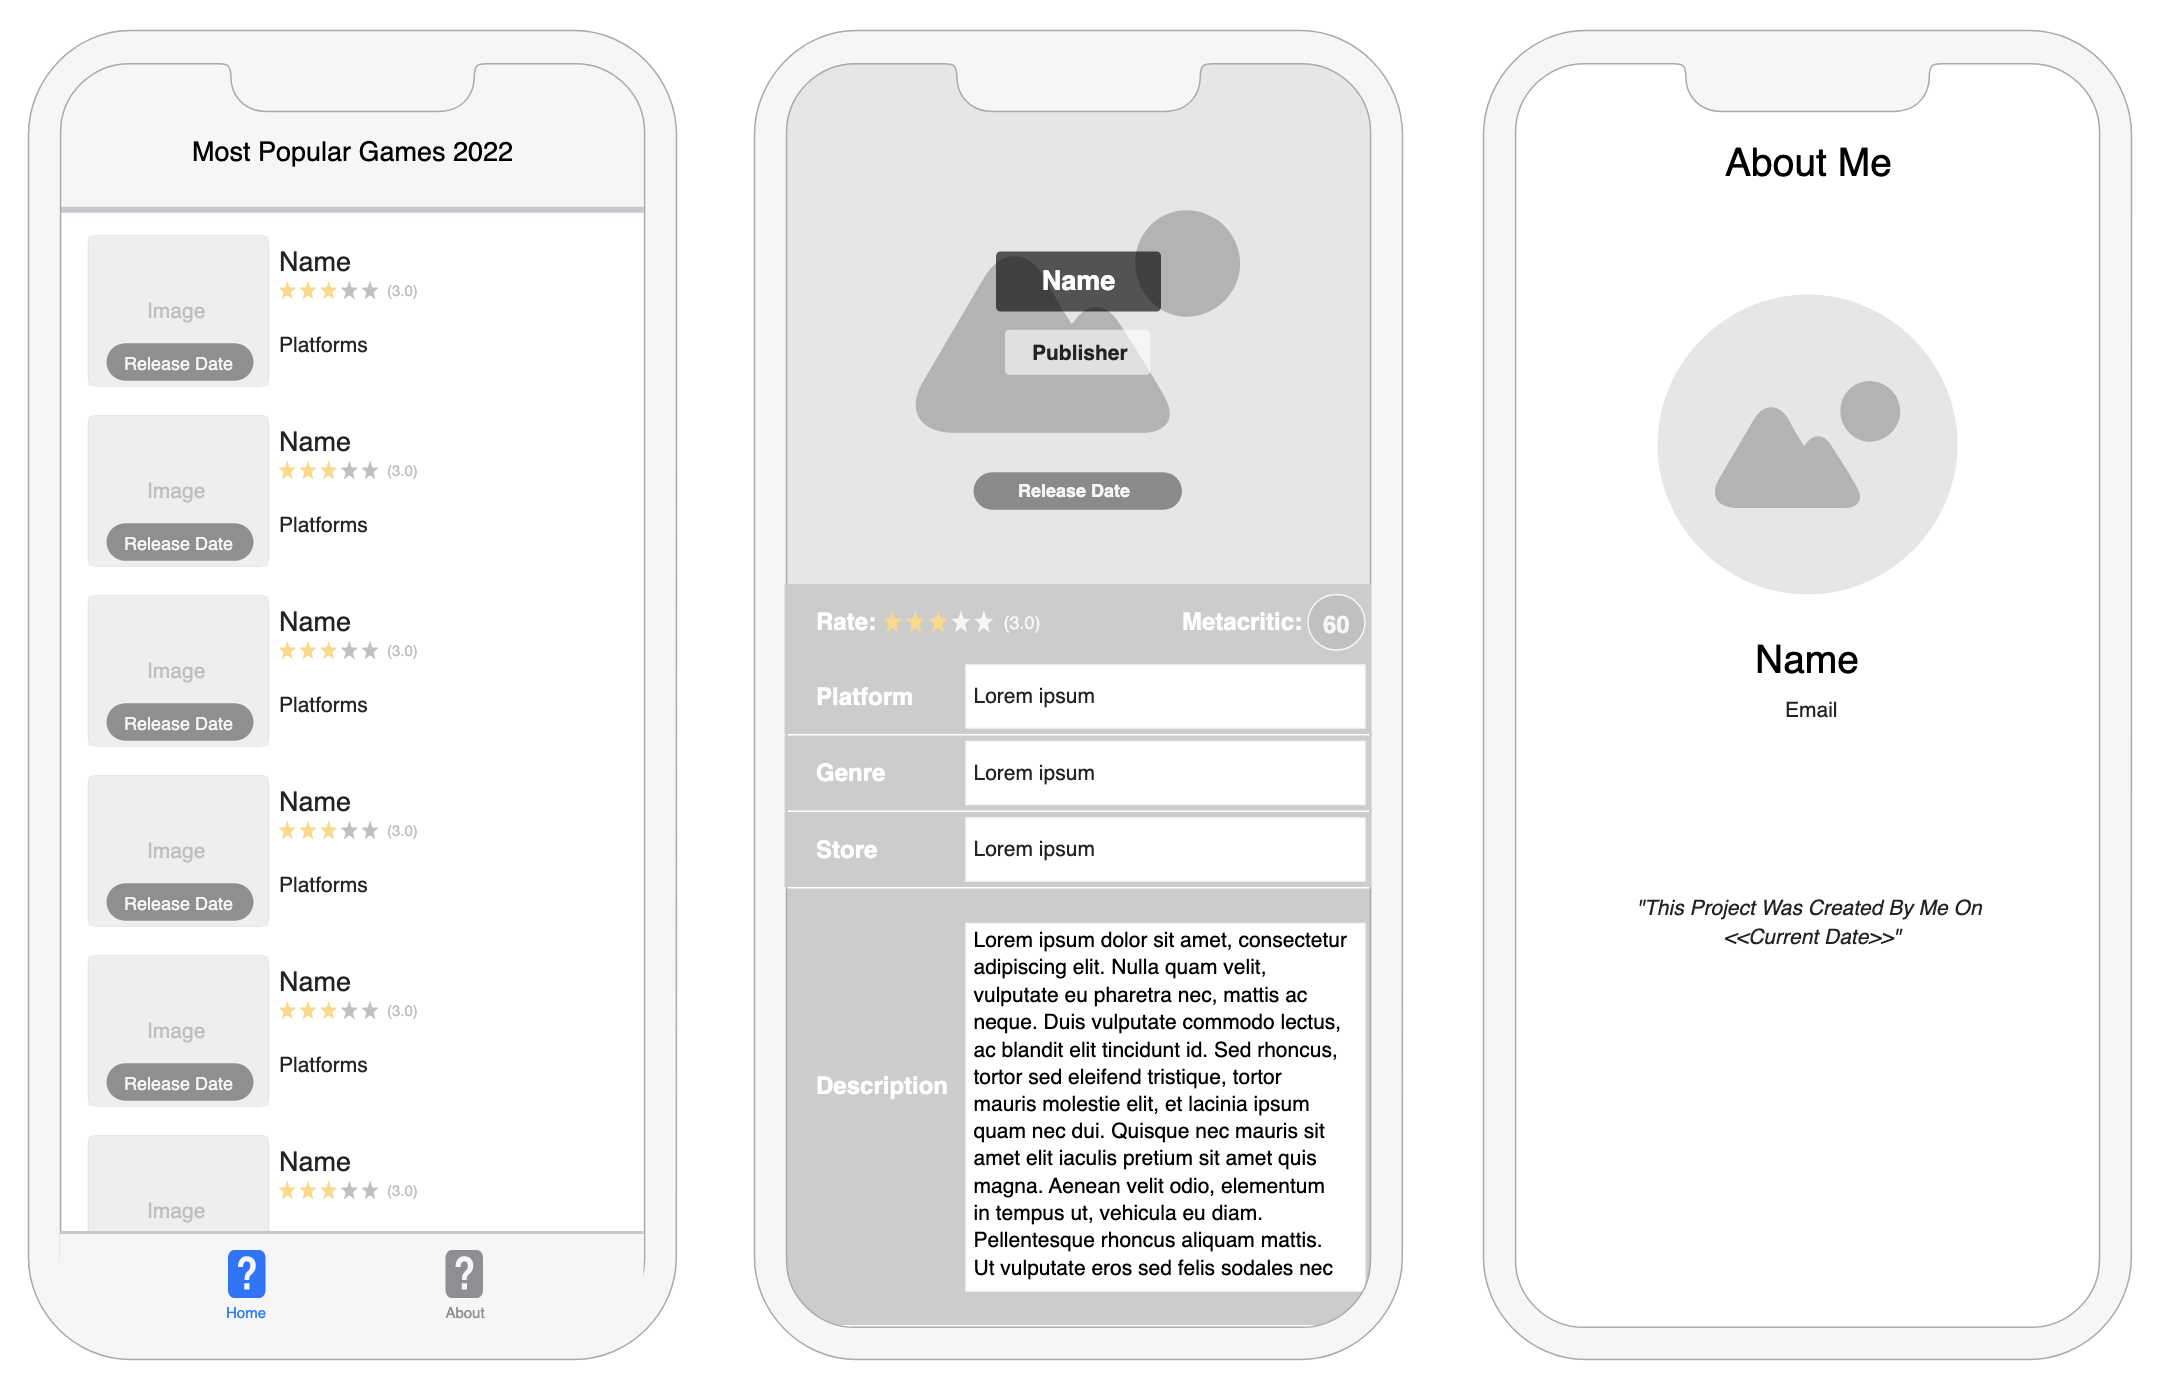 Most Popular Games 2022
Image
Release Date
Name
(3.0)
Platforms
Image
Release Date
Name
(3.0)
Platforms
Image
Release Date
Name
(3.0)
Platforms
Image
Release Date
Name
(3.0)
Platforms
Image
Release Date
Name
(3.0)
Platforms
Image
Name
(3.0)
?
Home
?
About
Name
Publisher
Release Date
Rate: (3.0)
Metacritic: 60
Platform
Lorem ipsum
Genre
Lorem ipsum
Store
Lorem ipsum
Description
Lorem ipsum dolor sit amet, consectetur
adipiscing elit. Nulla quam velit,
vulputate eu pharetra nec, mattis ac
neque. Duis vulputate commodo lectus,
ac blandit elit tincidunt id. Sed rhoncus,
tortor sed eleifend tristique, tortor
mauris molestie elit, et lacinia ipsum
quam nec dui. Quisque nec mauris sit
amet elit iaculis pretium sit amet quis
magna. Aenean velit odio, elementum
in tempus ut, vehicula eu diam.
Pellentesque rhoncus aliquam mattis.
Ut vulputate eros sed felis sodales nec
About Me
Name
Email
"This Project Was Created By Me On
<<Current Date>>"